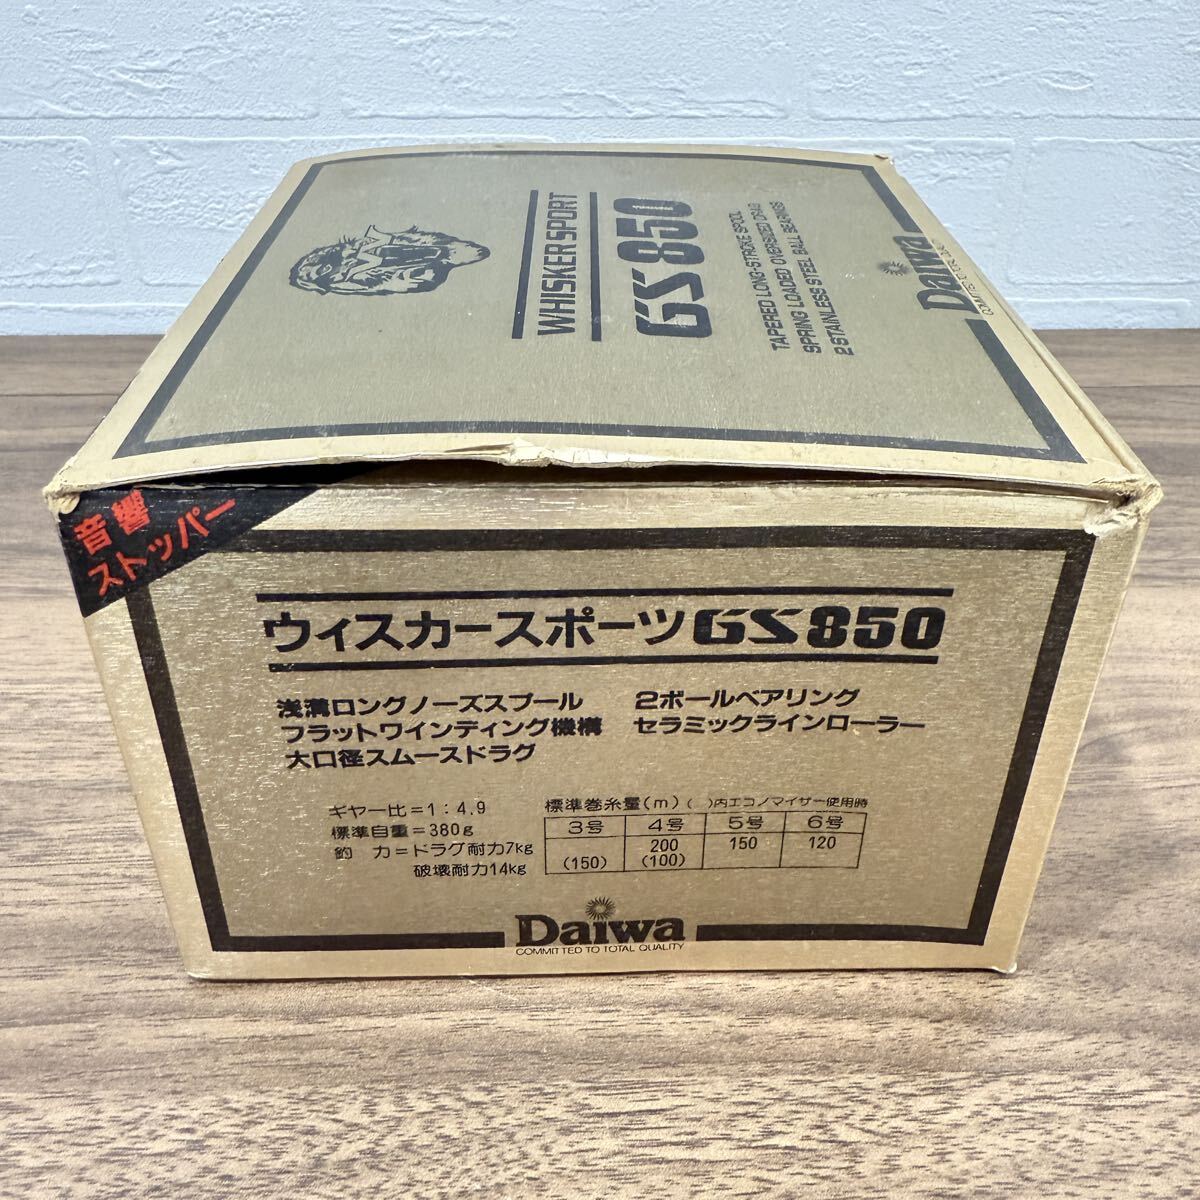 WHISKER SPORT
GS 850
TAPERED LONG-STROKE SPOOL
SPRING LOADED OVERSIZED DRAG
2 STAINLESS STEEL BALL BEARINGS
Daiwa
COMMITTED TO TOTAL QUALITY
音響
ストッパー
ウィスカースポーツGS850
浅溝ロングノーズスプール 2ボールベアリング
フラットワインディング機構 セラミックラインローラー
大口径スムースドラグ
ギヤー比=1:4.9
標準自重=380g
釣 力=ドラグ耐力7kg
破壊耐力14kg
標準巻糸量(m) ( )内エコノマイザー使用時
3号 4号 5号 6号
200 150 120
(150) (100)
Daiwa
COMMITTED TO TOTAL QUALITY